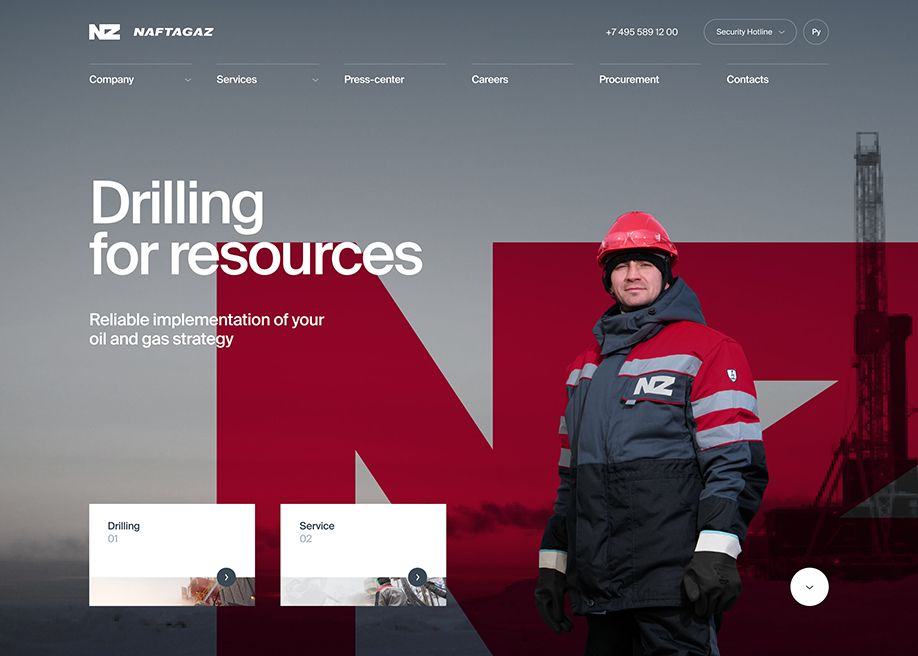 NZ NAFTAGAZ
+7 495 589 12 00
Security Hotline
Ру
Company
Services
Press-center
Careers
Procurement
Contacts
Drilling
for resources
Reliable implementation of your
oil and gas strategy
NZ
Drilling
01
Service
02